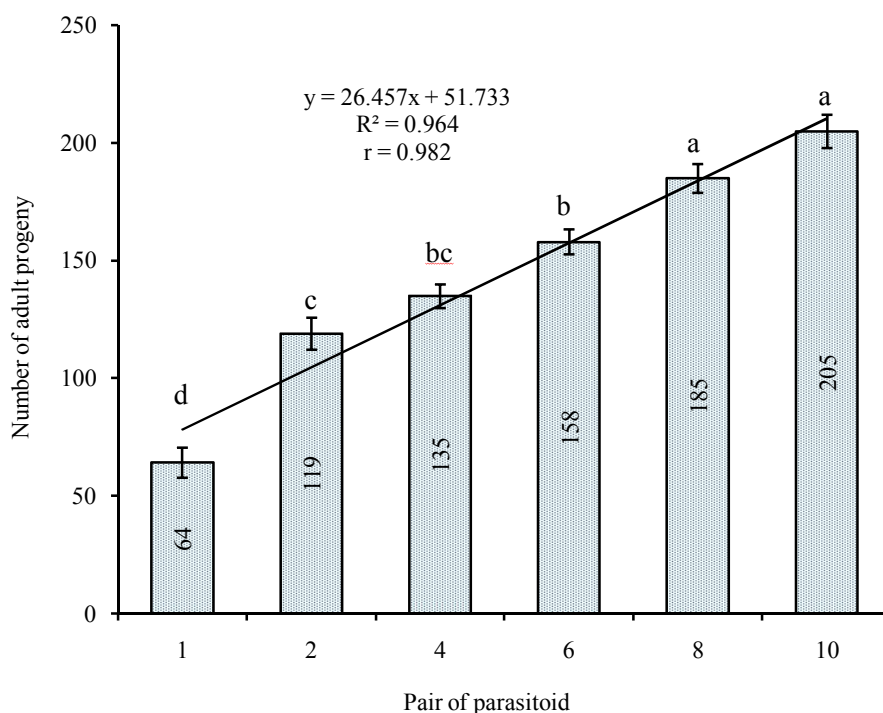 250
200
150
100
50
0
Number of adult progeny
y = 26.457x + 51.733
R² = 0.964
r = 0.982
d
c
bc
b
a
a
64
119
135
158
185
205
1 2 4 6 8 10
Pair of parasitoid